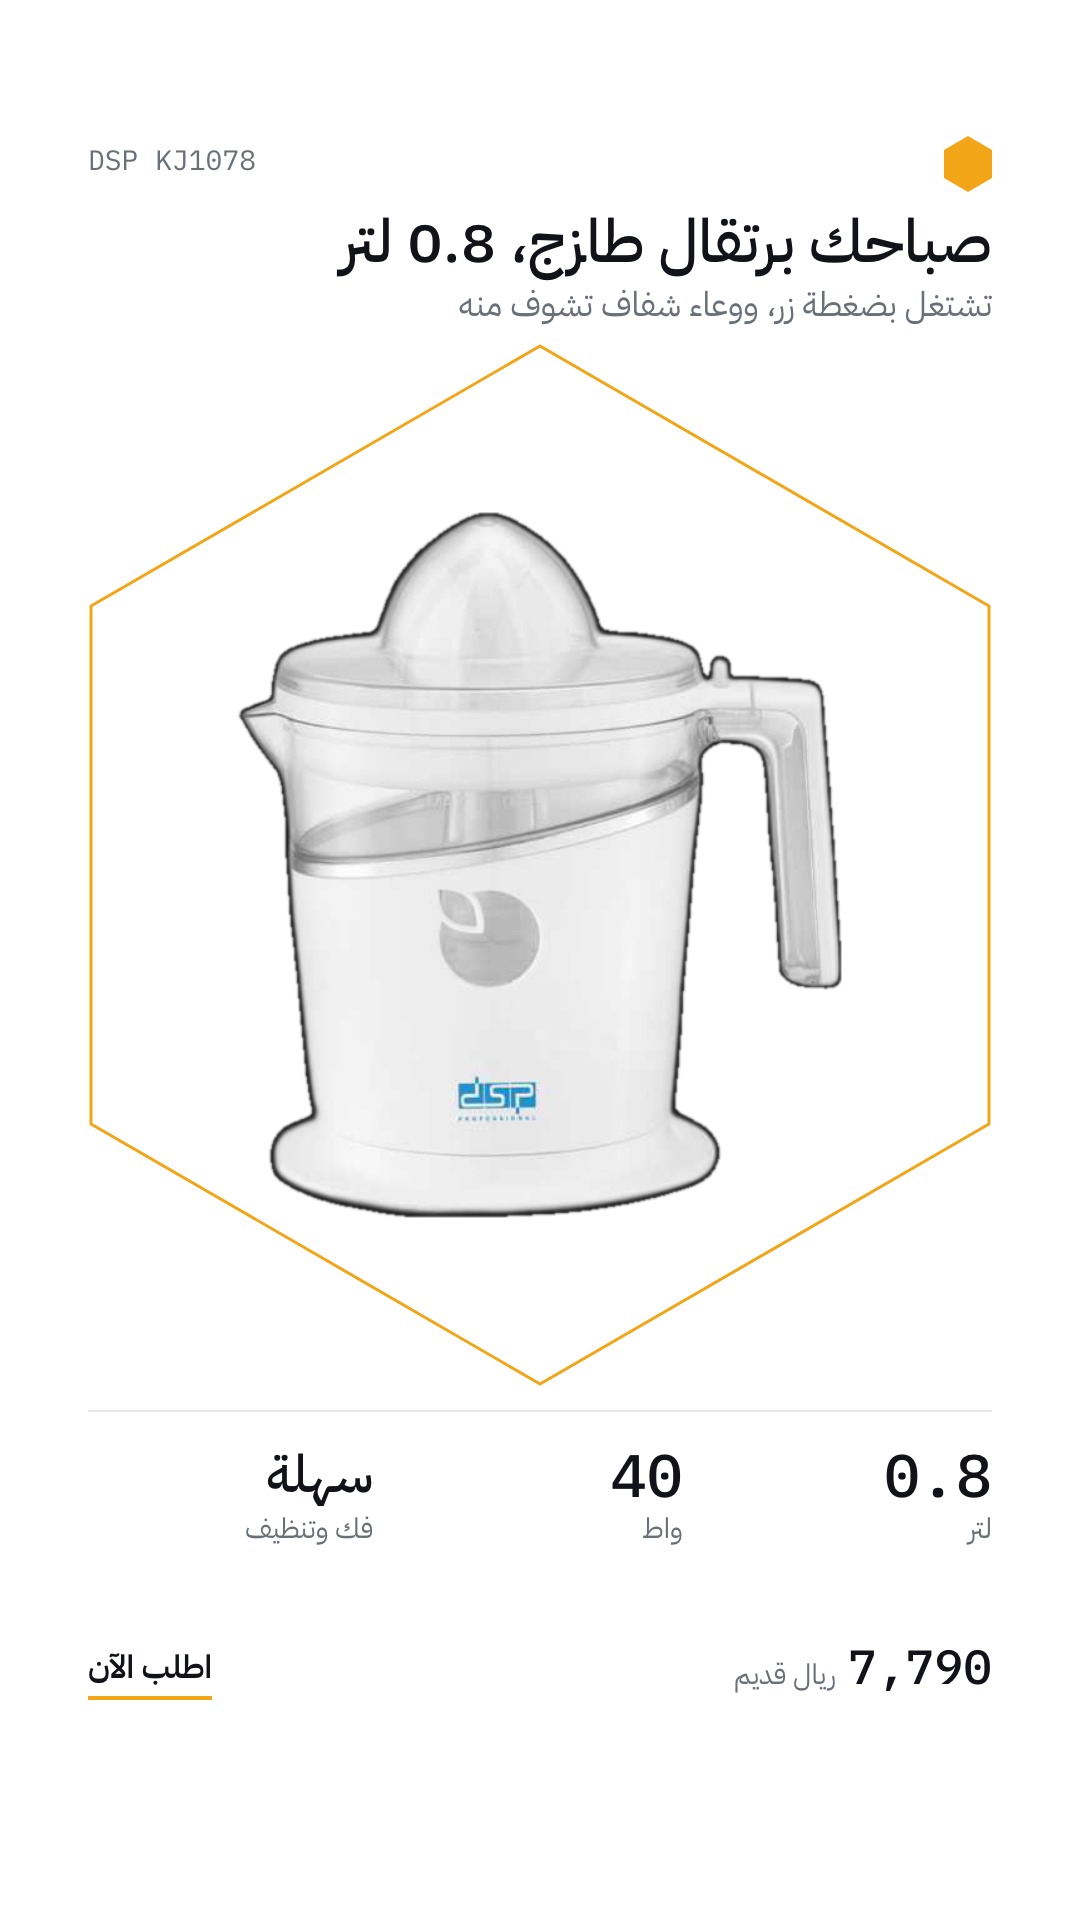 DSP KJ1078
صباحك برتقال طازج، 0.8 لتر
تشتغل بضغطة زر، ووعاء شفاف تشوف منه
dsp
PROFESSIONAL
0.8
لتر
40
واط
سهلة
فك وتنظيف
7,790 ريال قديم
اطلب الآن